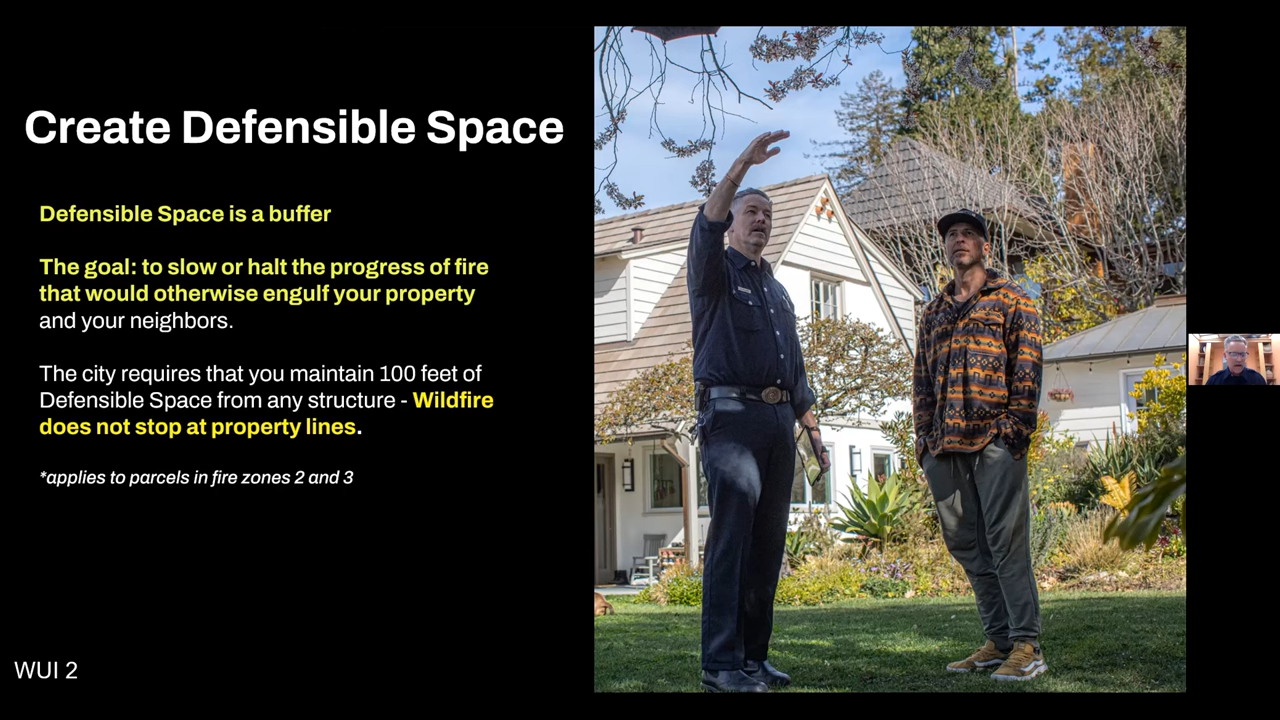 Create Defensible Space
Defensible Space is a buffer
The goal: to slow or halt the progress of fire
that would otherwise engulf your property
and your neighbors.
The city requires that you maintain 100 feet of
Defensible Space from any structure - Wildfire
does not stop at property lines.
*applies to parcels in fire zones 2 and 3
WUI 2